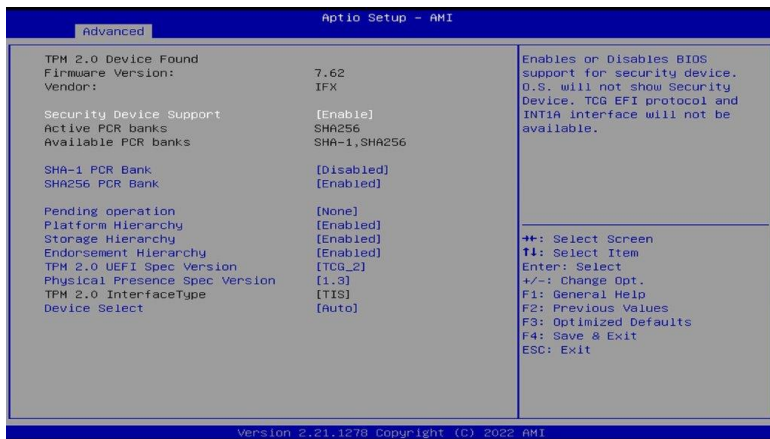 Aptio Setup - AMI
Advanced
TPM 2.0 Device Found
Firmware Version: 7.62
Vendor: IFX
Security Device Support [Enable]
Active PCR banks SHA256
Available PCR banks SHA-1,SHA256
SHA-1 PCR Bank [Disabled]
SHA256 PCR Bank [Enabled]
Pending operation [None]
Platform Hierarchy [Enabled]
Storage Hierarchy [Enabled]
Endorsement Hierarchy [Enabled]
TPM 2.0 UEFI Spec Version [TCG_2]
Physical Presence Spec Version [1.3]
TPM 2.0 InterfaceType [TIS]
Device Select [Auto]
Enables or Disables BIOS
support for security device.
O.S. will not show Security
Device. TCG EFI protocol and
INT1A interface will not be
available.
→←: Select Screen
↑↓: Select Item
Enter: Select
+/-: Change Opt.
F1: General Help
F2: Previous Values
F3: Optimized Defaults
F4: Save & Exit
ESC: Exit
Version 2.21.1278 Copyright (C) 2022 AMI